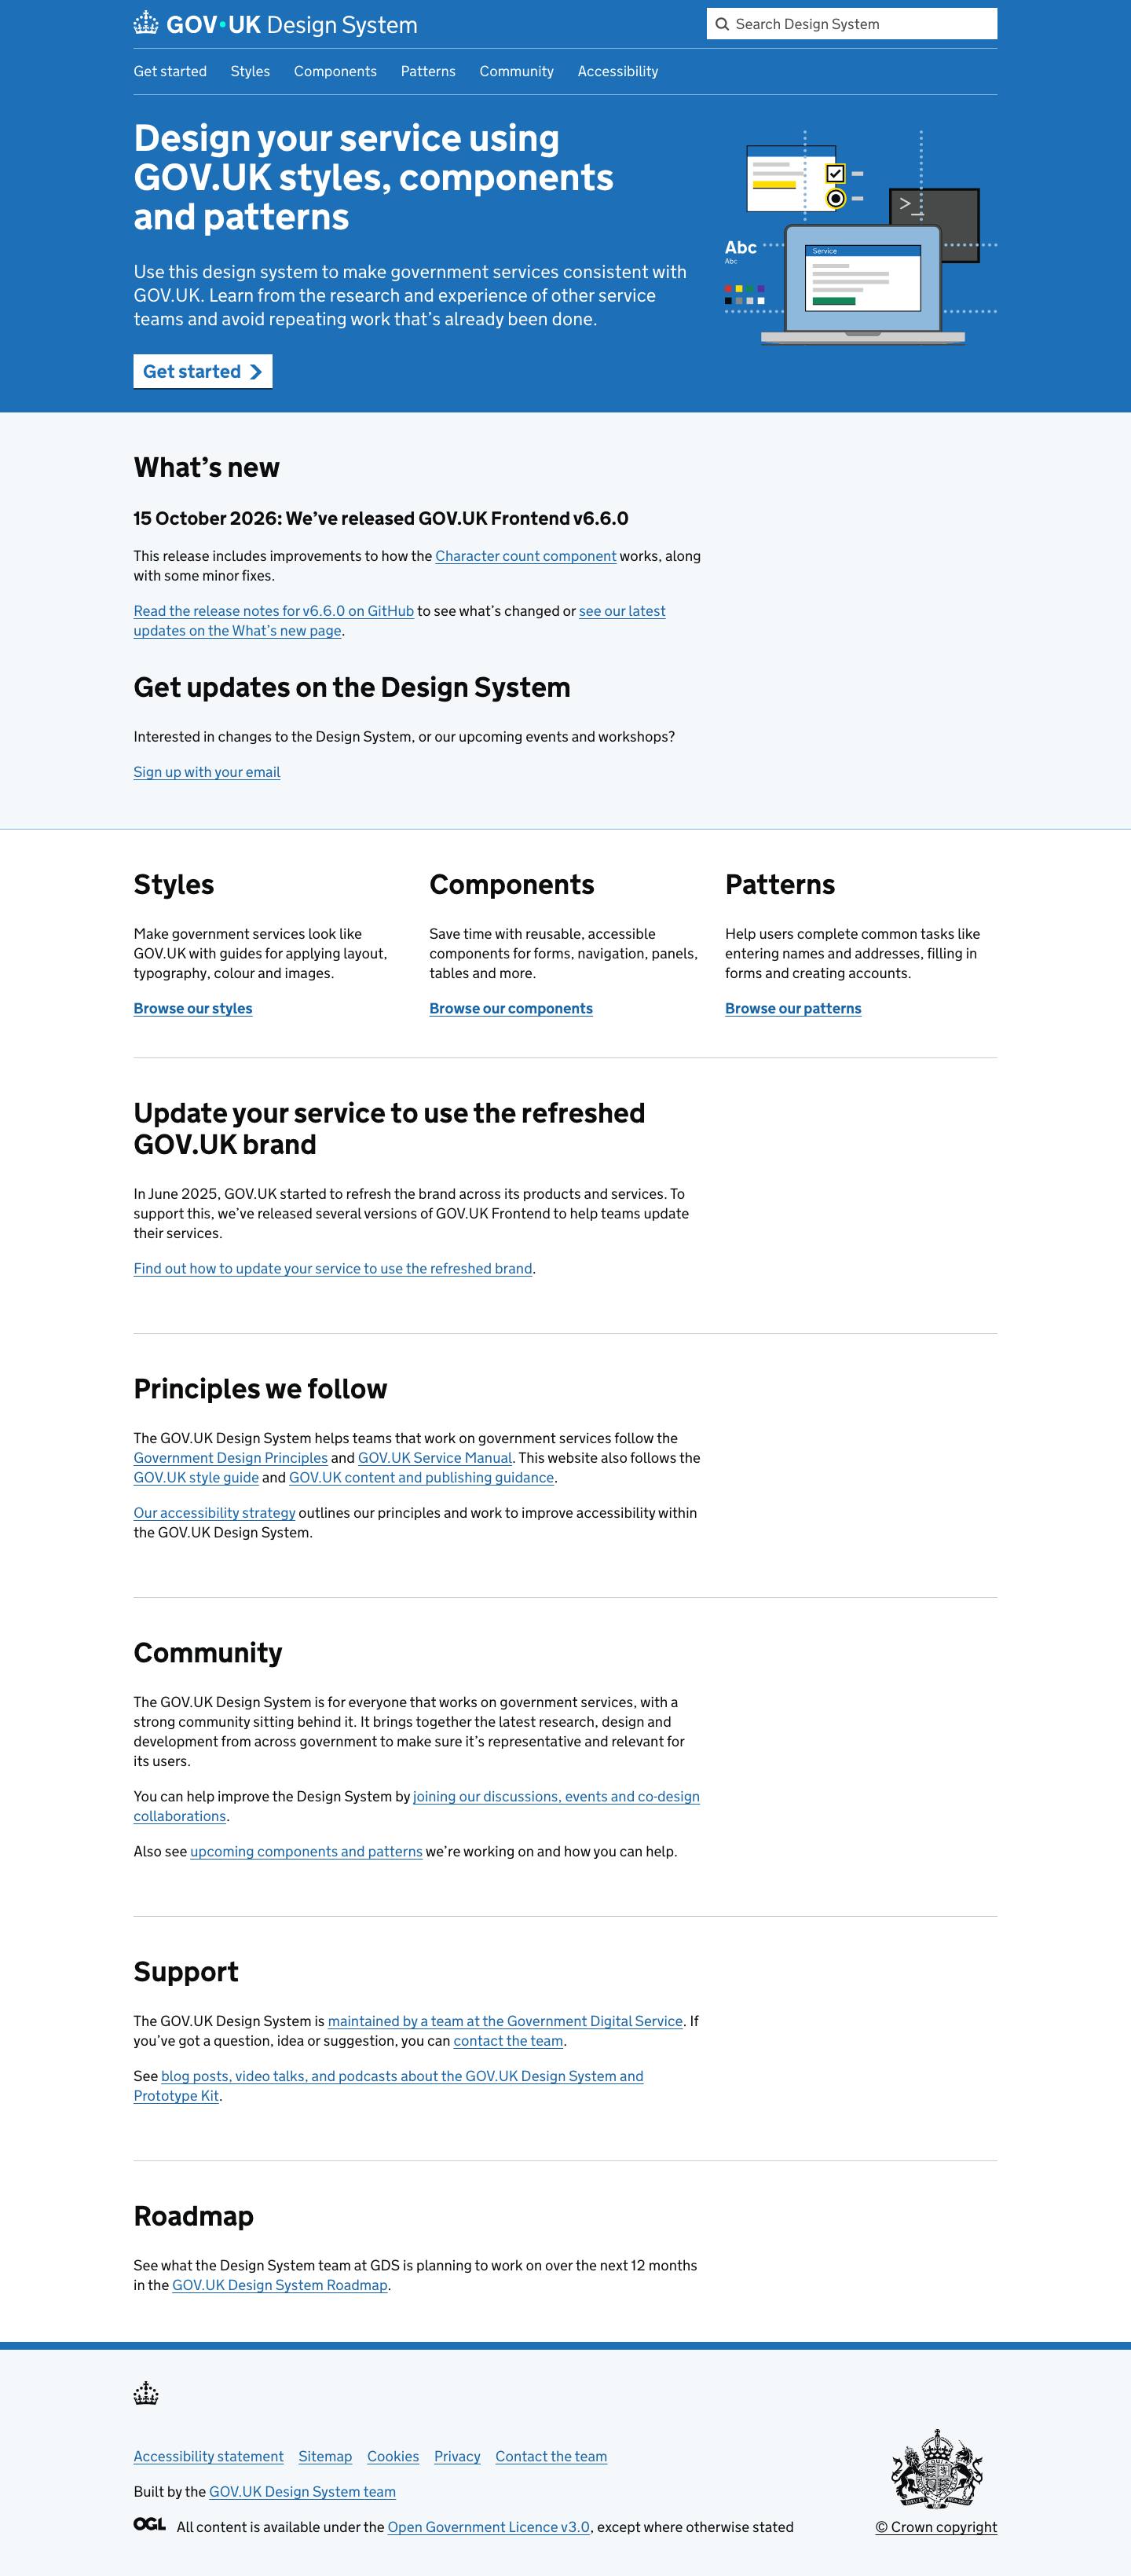 GOV.UK Design System
Search Design System
Get started Styles Components Patterns Community Accessibility
Design your service using
GOV.UK styles, components
and patterns
Use this design system to make government services consistent with
GOV.UK. Learn from the research and experience of other service
teams and avoid repeating work that’s already been done.
Get started
Abc
Abc
Service
>_
What’s new
15 October 2026: We’ve released GOV.UK Frontend v6.6.0
This release includes improvements to how the Character count component works, along
with some minor fixes.
Read the release notes for v6.6.0 on GitHub to see what’s changed or see our latest
updates on the What’s new page.
Get updates on the Design System
Interested in changes to the Design System, or our upcoming events and workshops?
Sign up with your email
Styles
Make government services look like
GOV.UK with guides for applying layout,
typography, colour and images.
Browse our styles
Components
Save time with reusable, accessible
components for forms, navigation, panels,
tables and more.
Browse our components
Patterns
Help users complete common tasks like
entering names and addresses, filling in
forms and creating accounts.
Browse our patterns
Update your service to use the refreshed
GOV.UK brand
In June 2025, GOV.UK started to refresh the brand across its products and services. To
support this, we’ve released several versions of GOV.UK Frontend to help teams update
their services.
Find out how to update your service to use the refreshed brand.
Principles we follow
The GOV.UK Design System helps teams that work on government services follow the
Government Design Principles and GOV.UK Service Manual. This website also follows the
GOV.UK style guide and GOV.UK content and publishing guidance.
Our accessibility strategy outlines our principles and work to improve accessibility within
the GOV.UK Design System.
Community
The GOV.UK Design System is for everyone that works on government services, with a
strong community sitting behind it. It brings together the latest research, design and
development from across government to make sure it’s representative and relevant for
its users.
You can help improve the Design System by joining our discussions, events and co-design
collaborations.
Also see upcoming components and patterns we’re working on and how you can help.
Support
The GOV.UK Design System is maintained by a team at the Government Digital Service. If
you’ve got a question, idea or suggestion, you can contact the team.
See blog posts, video talks, and podcasts about the GOV.UK Design System and
Prototype Kit.
Roadmap
See what the Design System team at GDS is planning to work on over the next 12 months
in the GOV.UK Design System Roadmap.
Accessibility statement Sitemap Cookies Privacy Contact the team
Built by the GOV.UK Design System team
OGL All content is available under the Open Government Licence v3.0, except where otherwise stated
© Crown copyright